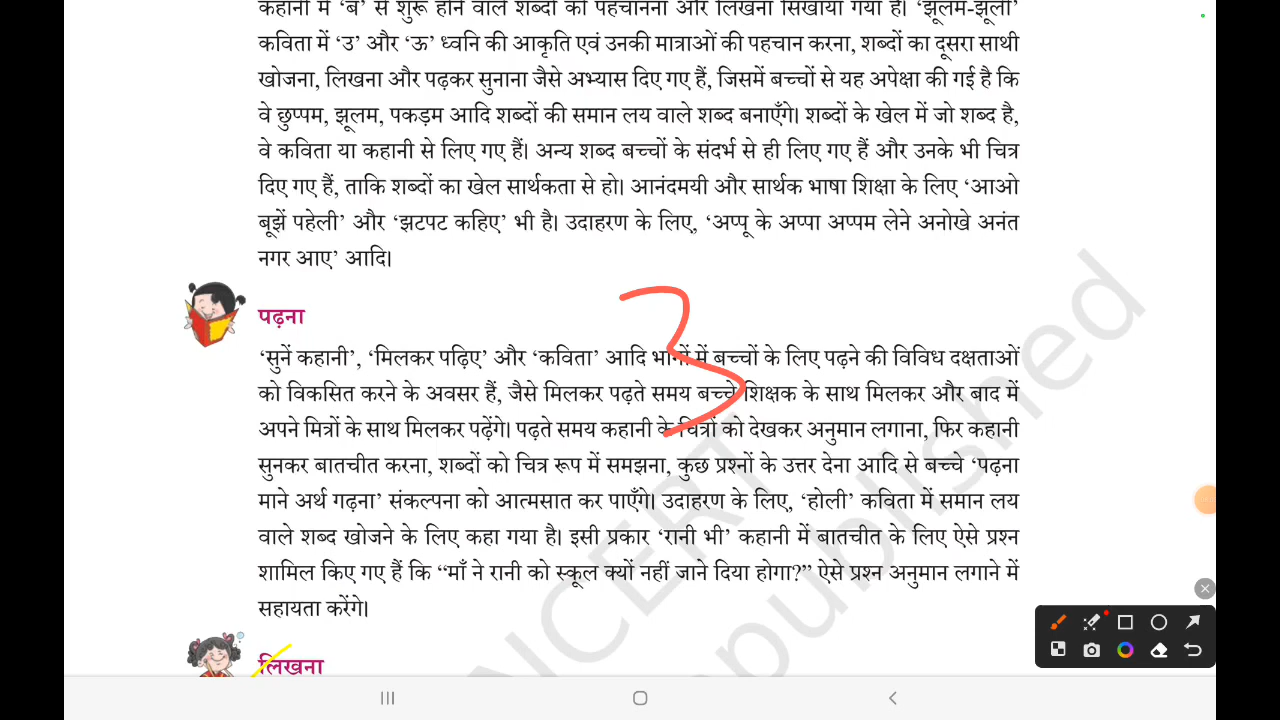 कहानी में ‘ब’ से शुरू होने वाले शब्दों को पहचानना और लिखना सिखाया गया है। ‘झूलम-झूली’
कविता में ‘उ’ और ‘ऊ’ ध्वनि की आकृति एवं उनकी मात्राओं की पहचान करना, शब्दों का दूसरा साथी
खोजना, लिखना और पढ़कर सुनाना जैसे अभ्यास दिए गए हैं, जिसमें बच्चों से यह अपेक्षा की गई है कि
वे छुप्पम, झूलम, पकड़म आदि शब्दों की समान लय वाले शब्द बनाएँगे। शब्दों के खेल में जो शब्द है,
वे कविता या कहानी से लिए गए हैं। अन्य शब्द बच्चों के संदर्भ से ही लिए गए हैं और उनके भी चित्र
दिए गए हैं, ताकि शब्दों का खेल सार्थकता से हो। आनंदमयी और सार्थक भाषा शिक्षा के लिए ‘आओ
बूझें पहेली’ और ‘झटपट कहिए’ भी है। उदाहरण के लिए, ‘अप्पू के अप्पा अप्पम लेने अनोखे अनंत
नगर आए’ आदि।
3
पढ़ना
‘सुनें कहानी’, ‘मिलकर पढ़िए’ और ‘कविता’ आदि भागों में बच्चों के लिए पढ़ने की विविध दक्षताओं
को विकसित करने के अवसर हैं, जैसे मिलकर पढ़ते समय बच्चे शिक्षक के साथ मिलकर और बाद में
अपने मित्रों के साथ मिलकर पढ़ेंगे। पढ़ते समय कहानी के चित्रों को देखकर अनुमान लगाना, फिर कहानी
सुनकर बातचीत करना, शब्दों को चित्र रूप में समझना, कुछ प्रश्नों के उत्तर देना आदि से बच्चे ‘पढ़ना
माने अर्थ गढ़ना’ संकल्पना को आत्मसात कर पाएँगे। उदाहरण के लिए, ‘होली’ कविता में समान लय
वाले शब्द खोजने के लिए कहा गया है। इसी प्रकार ‘रानी भी’ कहानी में बातचीत के लिए ऐसे प्रश्न
शामिल किए गए हैं कि “माँ ने रानी को स्कूल क्यों नहीं जाने दिया होगा?” ऐसे प्रश्न अनुमान लगाने में
सहायता करेंगे।
लिखना
NCERT
published